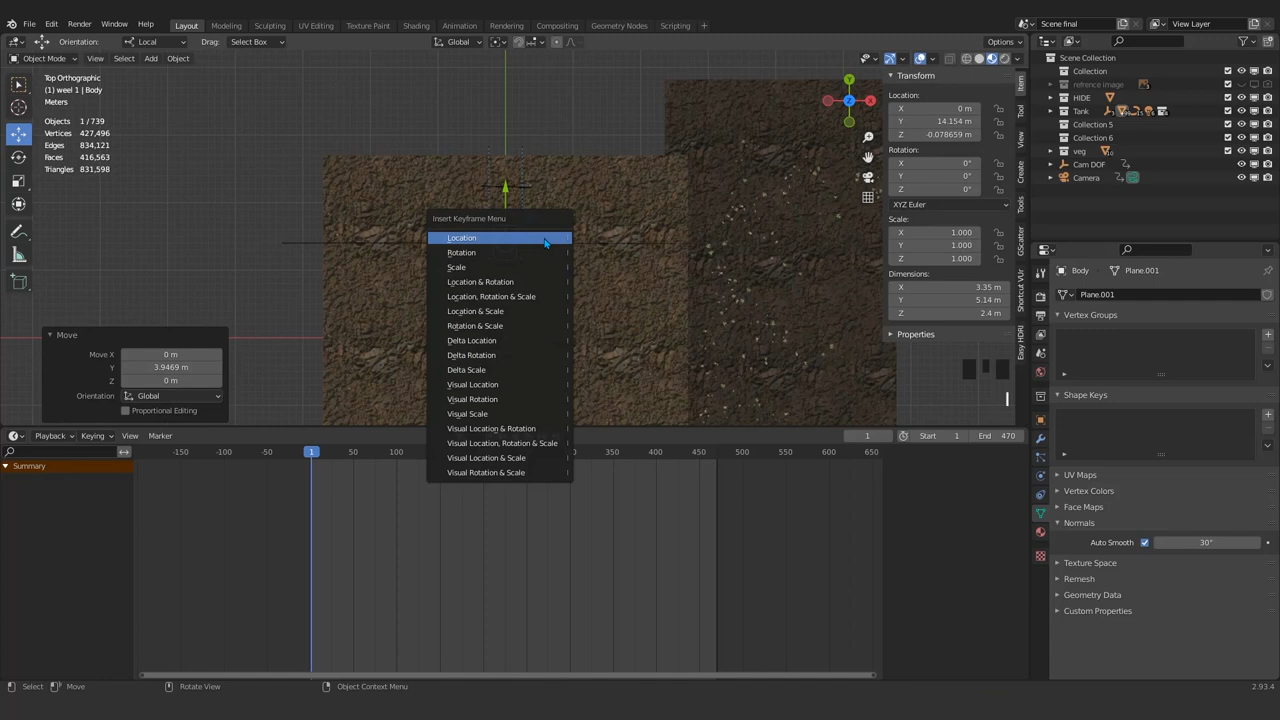 File Edit Render Window Help Layout Modeling Sculpting UV Editing Texture Paint Shading Animation Rendering Compositing Geometry Nodes Scripting Scene final View Layer
Orientation: Local Drag: Select Box Global Options
Object Mode View Select Add Object
Top Orthographic
(1) weel 1 | Body
Meters
Objects 1 / 739
Vertices 427,496
Edges 834,121
Faces 416,563
Triangles 831,598
Move
Move X 0 m
Y 3.9469 m
Z 0 m
Orientation Global
Proportional Editing
Insert Keyframe Menu
Location I
Rotation I
Scale I
Location & Rotation I
Location, Rotation & Scale I
Location & Scale I
Rotation & Scale I
Delta Location I
Delta Rotation I
Delta Scale I
Visual Location I
Visual Rotation I
Visual Scale I
Visual Location & Rotation I
Visual Location, Rotation & Scale I
Visual Location & Scale I
Visual Rotation & Scale I
Y
Z
X
Transform
Location:
X 0 m
Y 14.154 m
Z -0.078659 m
Rotation:
X 0°
Y 0°
Z 0°
XYZ Euler
Scale:
X 1.000
Y 1.000
Z 1.000
Dimensions:
X 3.35 m
Y 5.14 m
Z 2.4 m
Properties
Item
Tool
View
Create
Tools
GScatter
Shortcut VUr
Easy HDRI
I
Scene Collection
Collection
refrence image
HIDE
Tank
Collection 5
Collection 6
veg
Cam DOF
Camera
Body Plane.001
Plane.001
Vertex Groups
Shape Keys
UV Maps
Vertex Colors
Face Maps
Normals
Auto Smooth 30°
Texture Space
Remesh
Geometry Data
Custom Properties
Playback Keying View Marker 1 Start 1 End 470
-150 -100 -50 1 50 100 350 400 450 500 550 600 650
Summary
Select Move Rotate View Object Context Menu 2.93.4